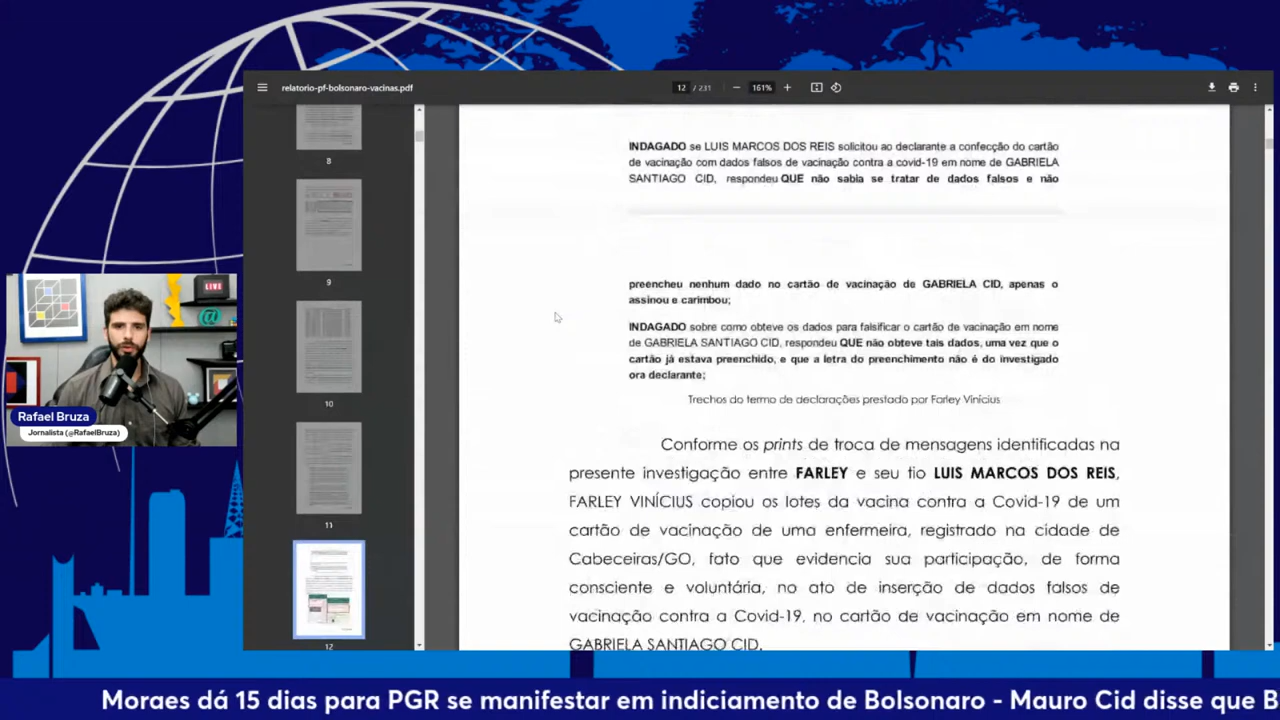 relatorio-pf-bolsonaro-vacinas.pdf
12 / 231
161%
8
9
10
11
12
INDAGADO se LUIS MARCOS DOS REIS solicitou ao declarante a confecção do cartão
de vacinação com dados falsos de vacinação contra a covid-19 em nome de GABRIELA
SANTIAGO CID, respondeu QUE não sabia se tratar de dados falsos e não
preencheu nenhum dado no cartão de vacinação de GABRIELA CID, apenas o
assinou e carimbou;
INDAGADO sobre como obteve os dados para falsificar o cartão de vacinação em nome
de GABRIELA SANTIAGO CID, respondeu QUE não obteve tais dados, uma vez que o
cartão já estava preenchido, e que a letra do preenchimento não é do investigado
ora declarante;
Trechos do termo de declarações prestado por Farley Vinícius
Conforme os prints de troca de mensagens identificadas na
presente investigação entre FARLEY e seu tio LUIS MARCOS DOS REIS,
FARLEY VINÍCIUS copiou os lotes da vacina contra a Covid-19 de um
cartão de vacinação de uma enfermeira, registrado na cidade de
Cabeceiras/GO, fato que evidencia sua participação, de forma
consciente e voluntária, no ato de inserção de dados falsos de
vacinação contra a Covid-19, no cartão de vacinação em nome de
GABRIELA SANTIAGO CID.
LIVE
@
Rafael Bruza
Jornalista (@RafaelBruza)
Moraes dá 15 dias para PGR se manifestar em indiciamento de Bolsonaro - Mauro Cid disse que B